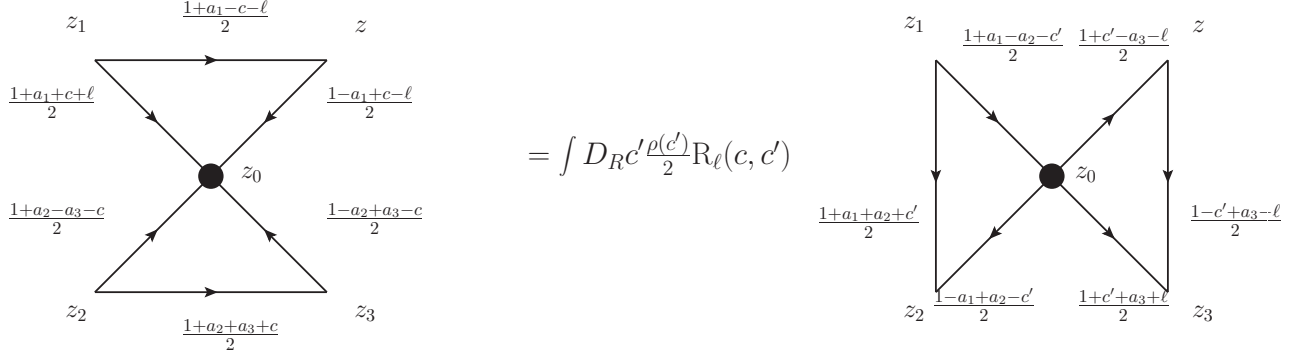 z_1
\frac{1+a_1-c-\ell}{2}
z
\frac{1+a_1+c+\ell}{2}
\frac{1-a_1+c-\ell}{2}
z_0
\frac{1+a_2-a_3-c}{2}
\frac{1-a_2+a_3-c}{2}
z_2
\frac{1+a_2+a_3+c}{2}
z_3
= \int D_R c' \frac{\rho(c')}{2} R_\ell(c, c')
z_1
\frac{1+a_1-a_2-c'}{2}
\frac{1+c'-a_3-\ell}{2}
z
z_0
\frac{1+a_1+a_2+c'}{2}
\frac{1-c'+a_3-\ell}{2}
z_2
\frac{1-a_1+a_2-c'}{2}
\frac{1+c'+a_3+\ell}{2}
z_3